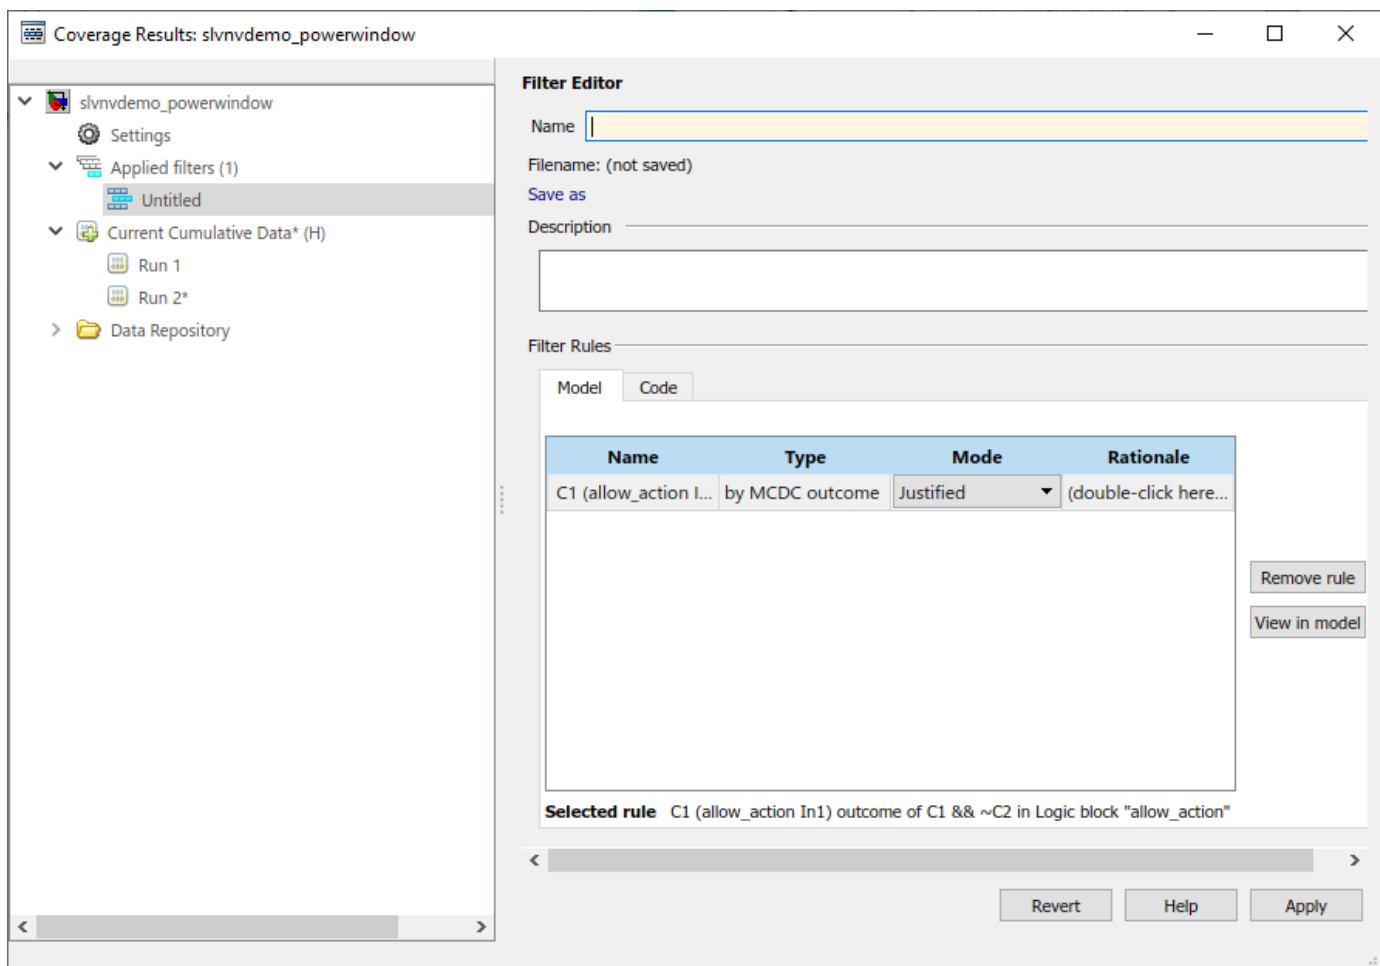 Coverage Results: slvnvdemo_powerwindow
slvnvdemo_powerwindow
Settings
Applied filters (1)
Untitled
Current Cumulative Data* (H)
Run 1
Run 2*
Data Repository
Filter Editor
Name
Filename: (not saved)
Save as
Description
Filter Rules
Model Code
Name Type Mode Rationale
C1 (allow_action I... by MCDC outcome Justified (double-click here...
Remove rule
View in model
Selected rule C1 (allow_action In1) outcome of C1 && ~C2 in Logic block "allow_action"
Revert Help Apply